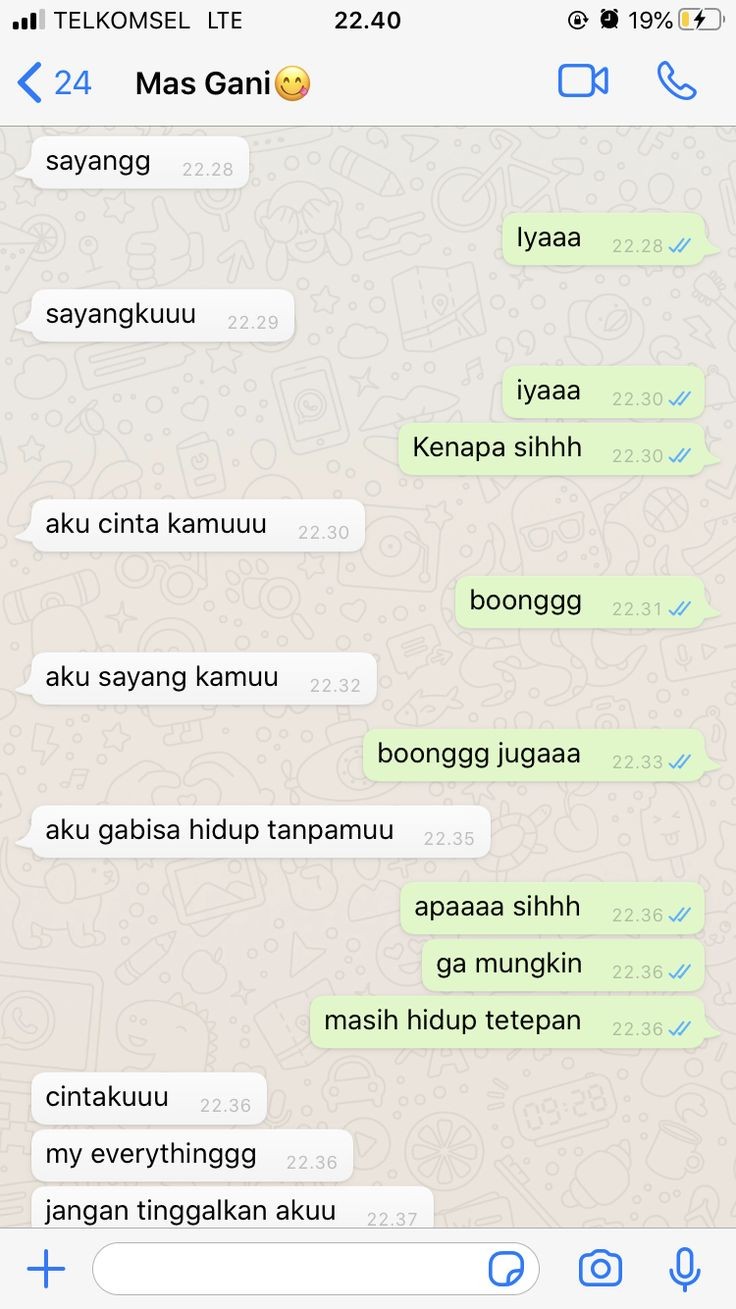 TELKOMSEL LTE 22.40 19%
24 Mas Gani😋
sayangg 22.28
Iyaaa 22.28
sayangkuuu 22.29
iyaaa 22.30
Kenapa sihhh 22.30
aku cinta kamuuu 22.30
boonggg 22.31
aku sayang kamuu 22.32
boonggg jugaaa 22.33
aku gabisa hidup tanpamuu 22.35
apaaaa sihhh 22.36
ga mungkin 22.36
masih hidup tetepan 22.36
cintakuuu 22.36
my everythinggg 22.36
jangan tinggalkan akuu 22.37